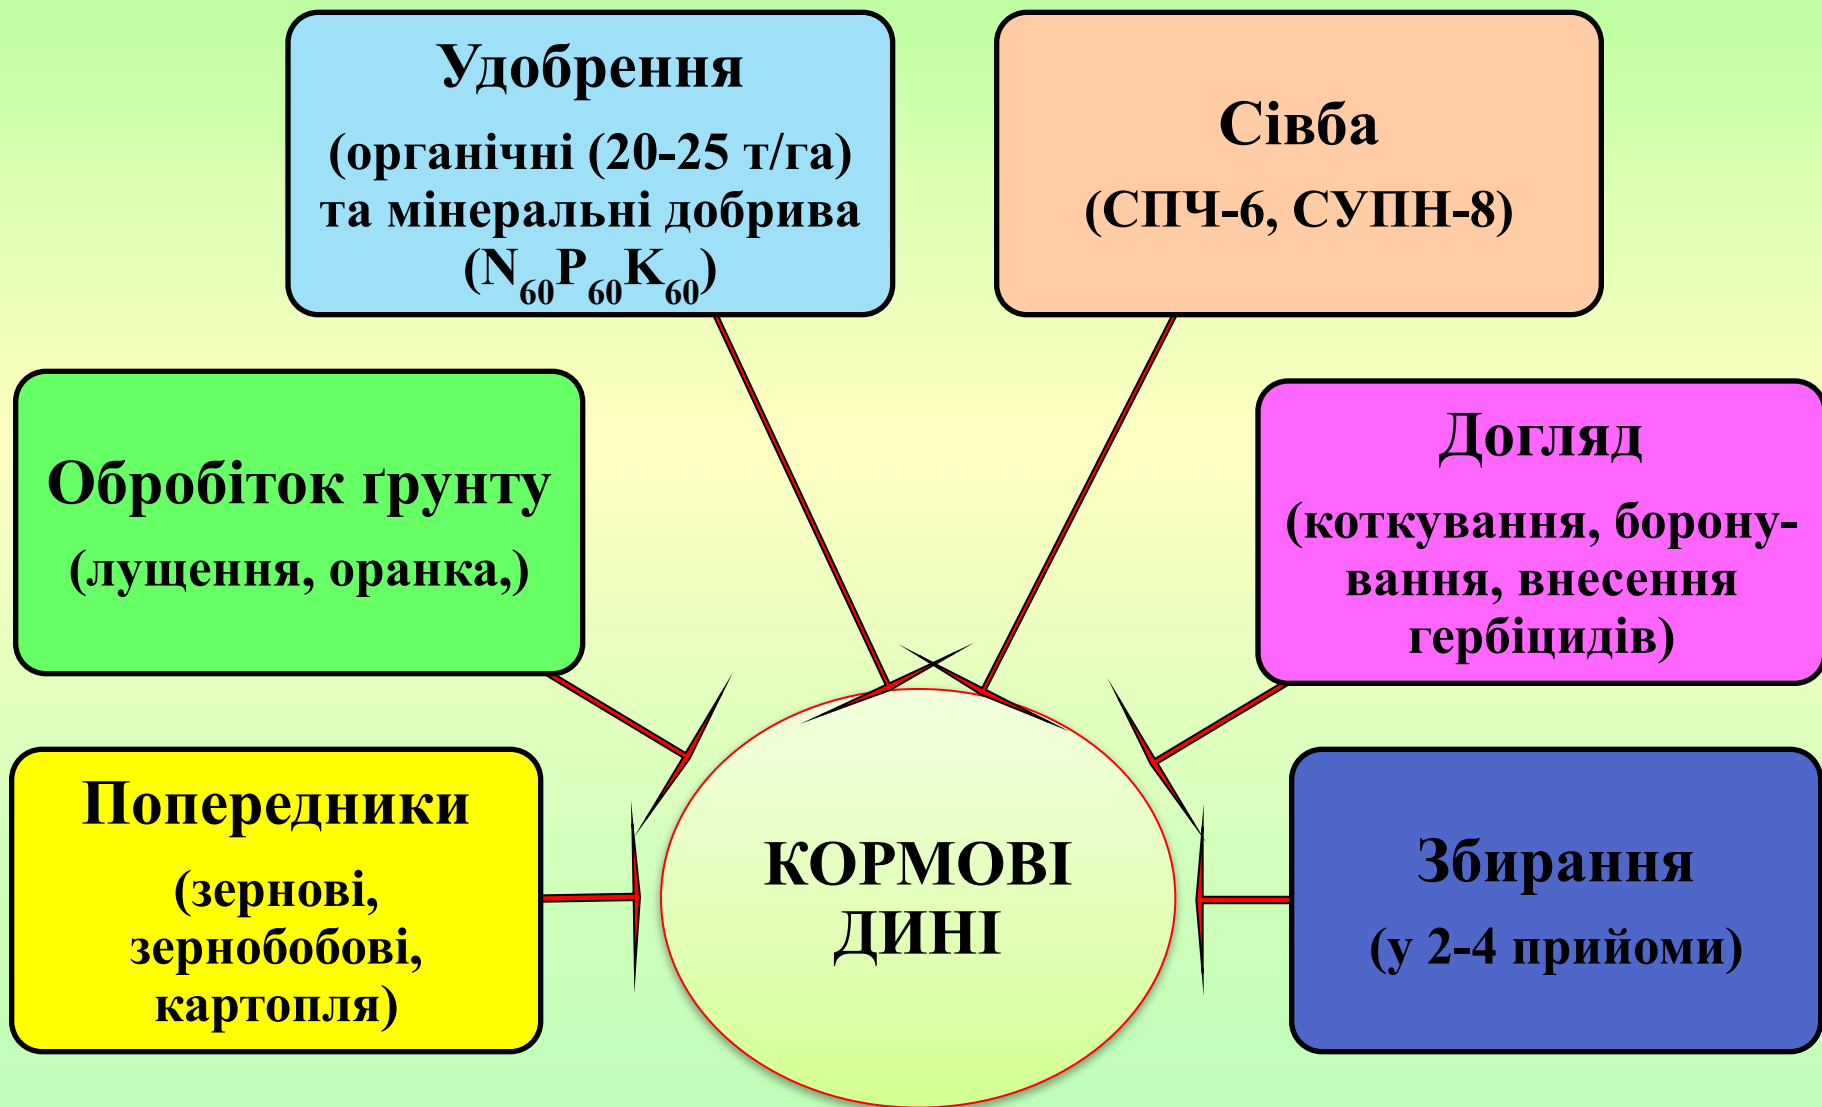 Удобрення
(органічні (20-25 т/га)
та мінеральні добрива
(N₆₀P₆₀K₆₀)
Сівба
(СПЧ-6, СУПН-8)
Обробіток ґрунту
(лущення, оранка,)
Догляд
(коткування, борону-
вання, внесення
гербіцидів)
Попередники
(зернові,
зернобобові,
картопля)
КОРМОВІ
ДИНІ
Збирання
(у 2-4 прийоми)